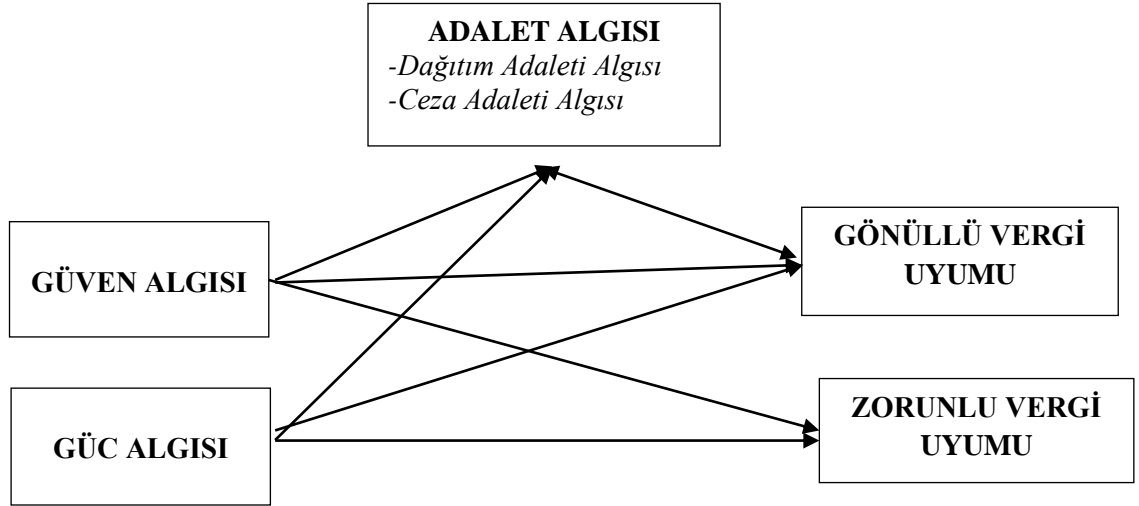 ADALET ALGISI
-Dağıtım Adaleti Algısı
-Ceza Adaleti Algısı
GÜVEN ALGISI
GÖNÜLLÜ VERGİ
UYUMU
GÜC ALGISI
ZORUNLU VERGİ
UYUMU